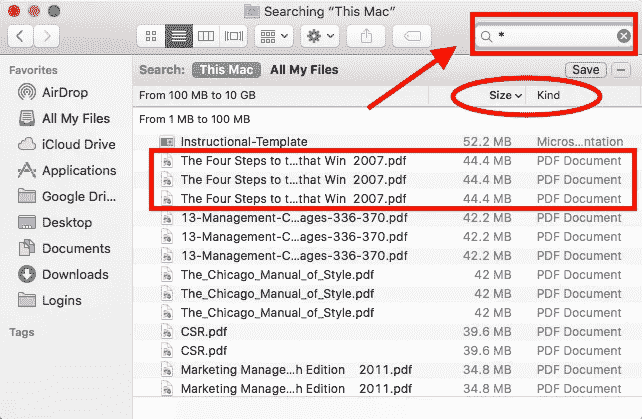 Searching “This Mac”
*
Favorites
AirDrop
All My Files
iCloud Drive
Applications
Google Dri...
Desktop
Documents
Downloads
Logins
Tags
Search: This Mac All My Files Save
From 100 MB to 10 GB Size Kind
From 1 MB to 100 MB
Instructional-Template 52.2 MB Micros...ntation
The Four Steps to t...that Win 2007.pdf 44.4 MB PDF Document
The Four Steps to t...that Win 2007.pdf 44.4 MB PDF Document
The Four Steps to t...that Win 2007.pdf 44.4 MB PDF Document
13-Management-C...ages-336-370.pdf 42.2 MB PDF Document
13-Management-C...ages-336-370.pdf 42.2 MB PDF Document
13-Management-C...ages-336-370.pdf 42.2 MB PDF Document
The_Chicago_Manual_of_Style.pdf 42 MB PDF Document
The_Chicago_Manual_of_Style.pdf 42 MB PDF Document
The_Chicago_Manual_of_Style.pdf 42 MB PDF Document
CSR.pdf 39.6 MB PDF Document
CSR.pdf 39.6 MB PDF Document
Marketing Manage...h Edition 2011.pdf 34.8 MB PDF Document
Marketing Manage...h Edition 2011.pdf 34.8 MB PDF Document